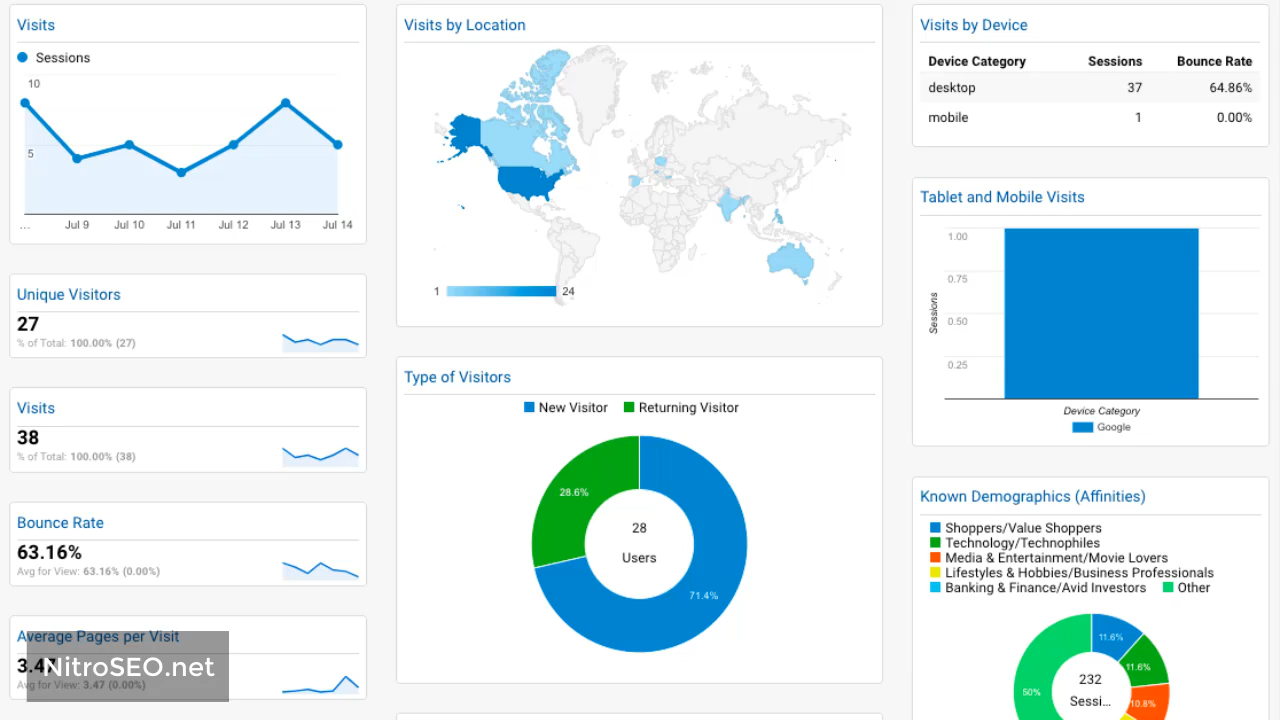 Visits
Sessions
10
5
...
Jul 9
Jul 10
Jul 11
Jul 12
Jul 13
Jul 14
Unique Visitors
27
% of Total: 100.00% (27)
Visits
38
% of Total: 100.00% (38)
Bounce Rate
63.16%
Avg for View: 63.16% (0.00%)
Average Pages per Visit
3.47
Avg for View: 3.47 (0.00%)
NitroSEO.net
Visits by Location
1
24
Type of Visitors
New Visitor
Returning Visitor
28.6%
28
Users
71.4%
Visits by Device
Device Category Sessions Bounce Rate
desktop 37 64.86%
mobile 1 0.00%
Tablet and Mobile Visits
1.00
0.75
0.50
0.25
Sessions
Device Category
Google
Known Demographics (Affinities)
Shoppers/Value Shoppers
Technology/Technophiles
Media & Entertainment/Movie Lovers
Lifestyles & Hobbies/Business Professionals
Banking & Finance/Avid Investors Other
11.6%
11.6%
10.8%
50%
232
Sessi...